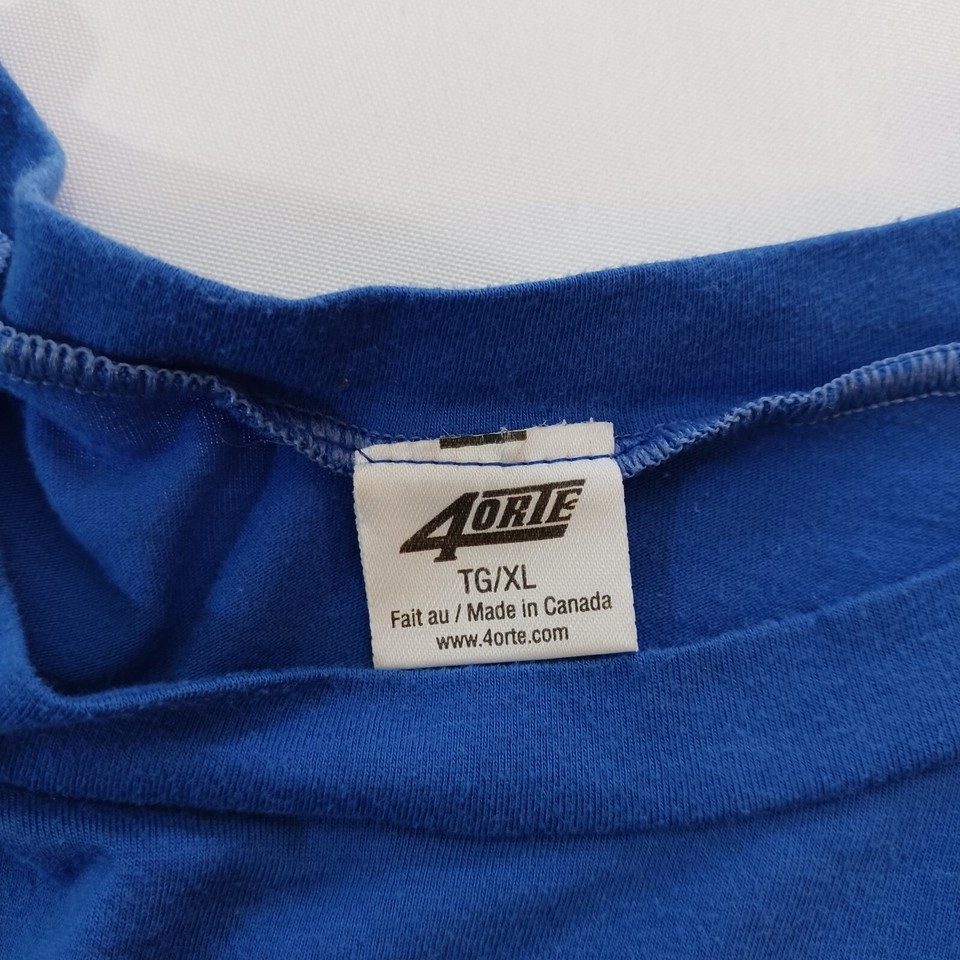 4ORTE
TG/XL
Fait au / Made in Canada
www.4orte.com